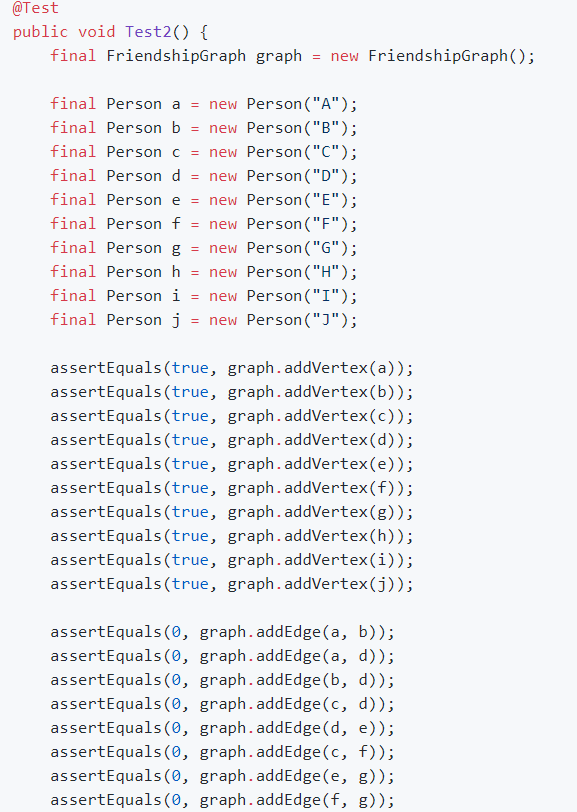 @Test
public void Test2() {
final FriendshipGraph graph = new FriendshipGraph();
final Person a = new Person("A");
final Person b = new Person("B");
final Person c = new Person("C");
final Person d = new Person("D");
final Person e = new Person("E");
final Person f = new Person("F");
final Person g = new Person("G");
final Person h = new Person("H");
final Person i = new Person("I");
final Person j = new Person("J");
assertEquals(true, graph.addVertex(a));
assertEquals(true, graph.addVertex(b));
assertEquals(true, graph.addVertex(c));
assertEquals(true, graph.addVertex(d));
assertEquals(true, graph.addVertex(e));
assertEquals(true, graph.addVertex(f));
assertEquals(true, graph.addVertex(g));
assertEquals(true, graph.addVertex(h));
assertEquals(true, graph.addVertex(i));
assertEquals(true, graph.addVertex(j));
assertEquals(0, graph.addEdge(a, b));
assertEquals(0, graph.addEdge(a, d));
assertEquals(0, graph.addEdge(b, d));
assertEquals(0, graph.addEdge(c, d));
assertEquals(0, graph.addEdge(d, e));
assertEquals(0, graph.addEdge(c, f));
assertEquals(0, graph.addEdge(e, g));
assertEquals(0, graph.addEdge(f, g));